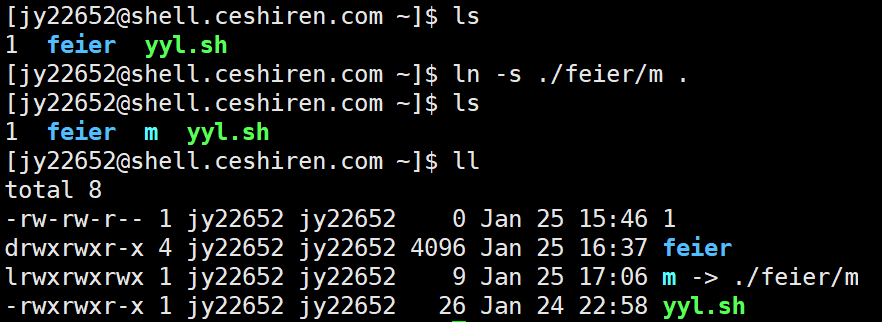 [jy22652@shell.ceshiren.com ~]$ ls
1  feier  yyl.sh
[jy22652@shell.ceshiren.com ~]$ ln -s ./feier/m .
[jy22652@shell.ceshiren.com ~]$ ls
1  feier  m  yyl.sh
[jy22652@shell.ceshiren.com ~]$ ll
total 8
-rw-rw-r-- 1 jy22652 jy22652    0 Jan 25 15:46 1
drwxrwxr-x 4 jy22652 jy22652 4096 Jan 25 16:37 feier
lrwxrwxrwx 1 jy22652 jy22652    9 Jan 25 17:06 m -> ./feier/m
-rwxrwxr-x 1 jy22652 jy22652   26 Jan 24 22:58 yyl.sh